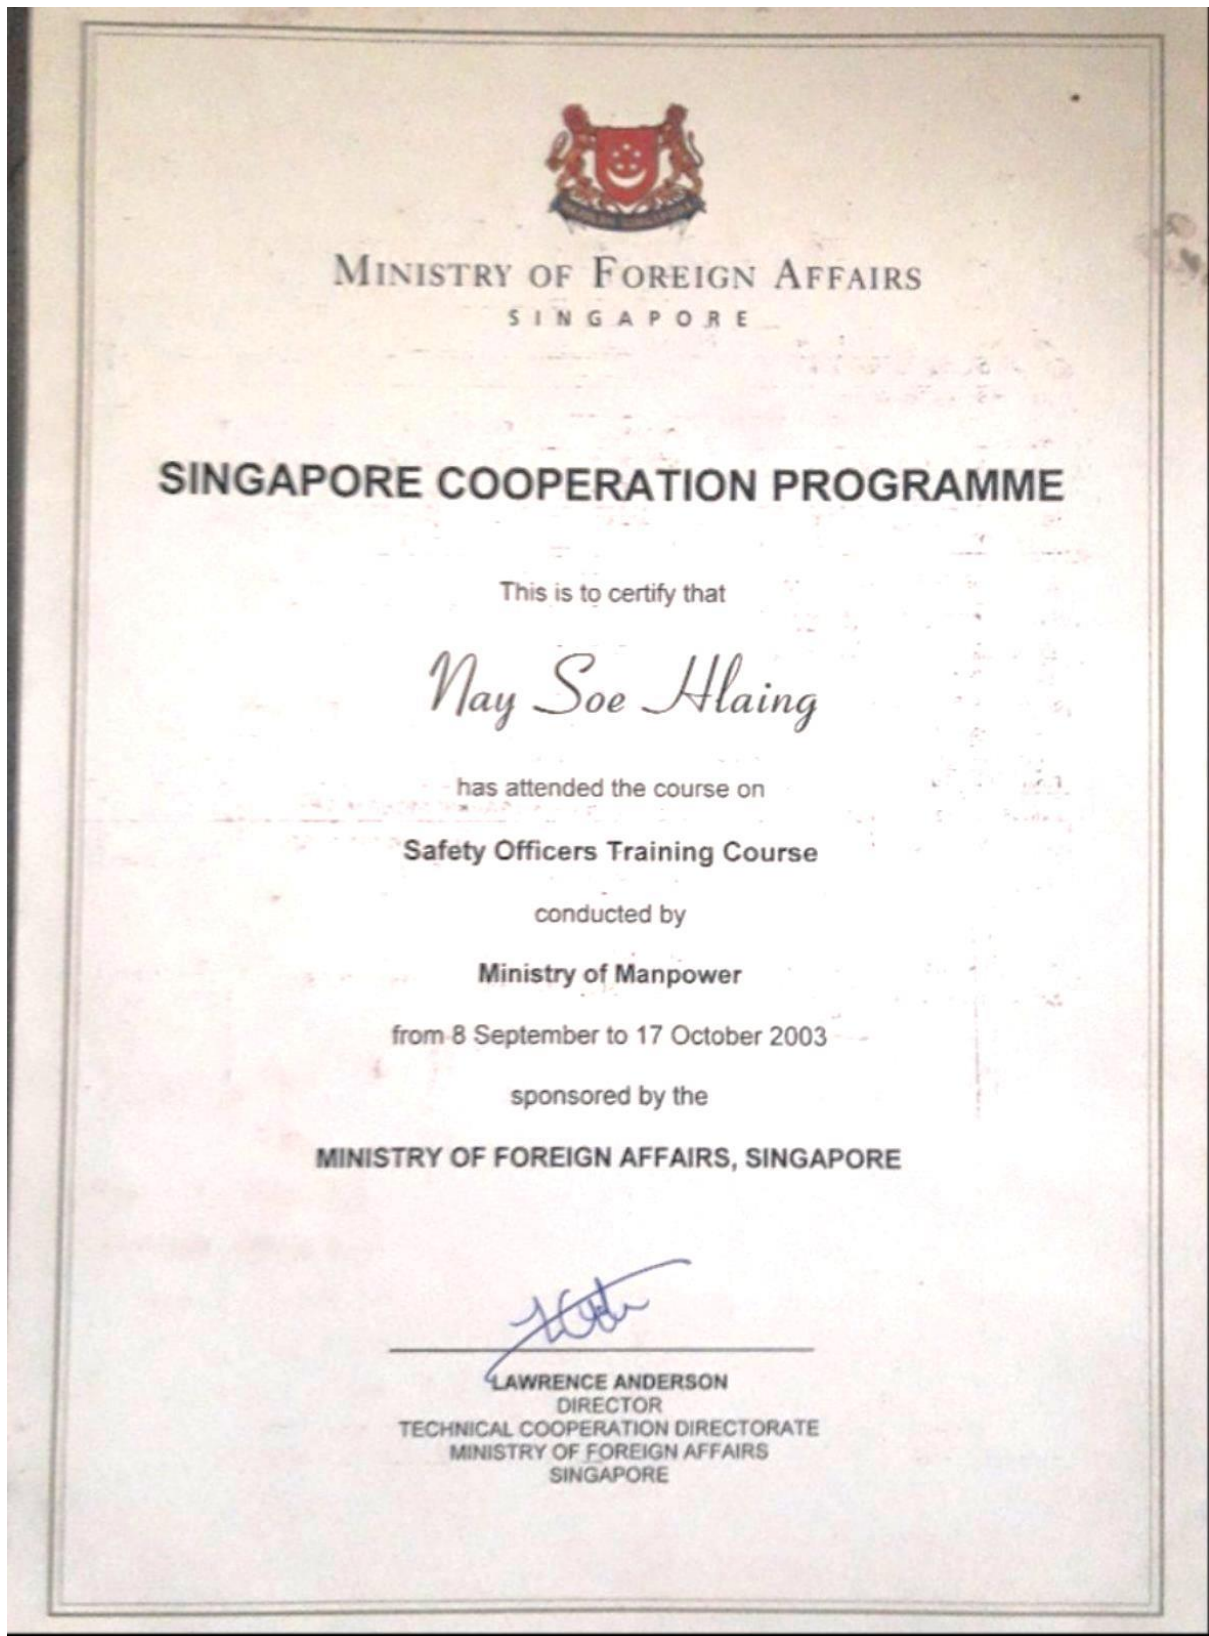 MINISTRY OF FOREIGN AFFAIRS
SINGAPORE
SINGAPORE COOPERATION PROGRAMME
This is to certify that
Nay Soe Hlaing
has attended the course on
Safety Officers Training Course
conducted by
Ministry of Manpower
from 8 September to 17 October 2003
sponsored by the
MINISTRY OF FOREIGN AFFAIRS, SINGAPORE
LAWRENCE ANDERSON
DIRECTOR
TECHNICAL COOPERATION DIRECTORATE
MINISTRY OF FOREIGN AFFAIRS
SINGAPORE